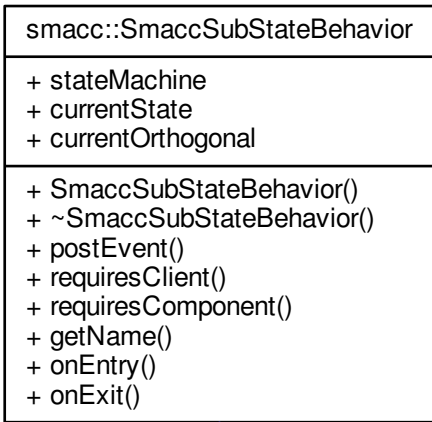 smacc::SmaccSubStateBehavior
+ stateMachine
+ currentState
+ currentOrthogonal
+ SmaccSubStateBehavior()
+ ~SmaccSubStateBehavior()
+ postEvent()
+ requiresClient()
+ requiresComponent()
+ getName()
+ onEntry()
+ onExit()